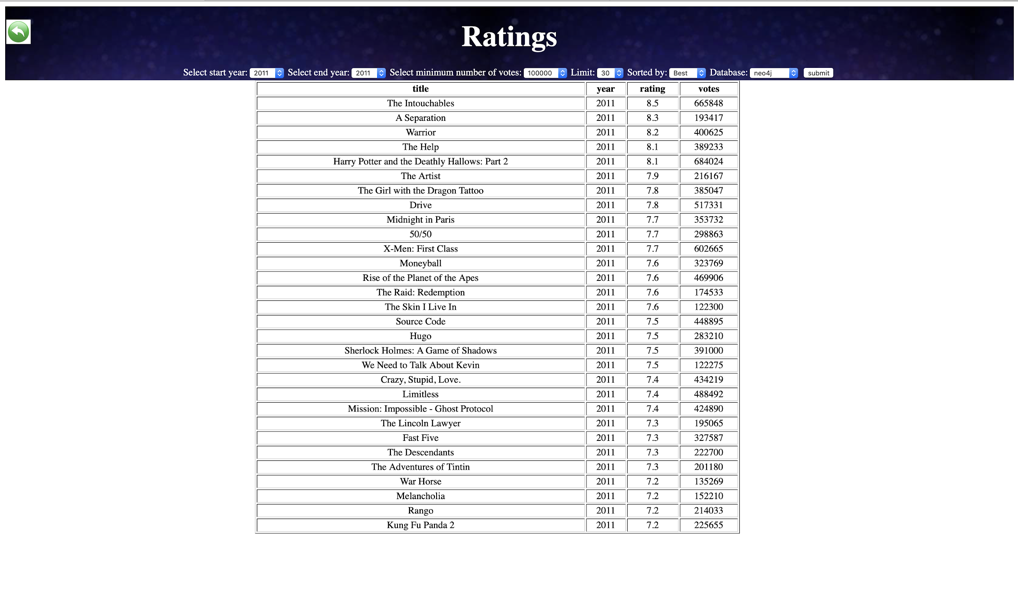 Ratings
Select start year: 2011 Select end year: 2011 Select minimum number of votes: 100000 Limit: 30 Sorted by: Best Database: neo4j submit
title year rating votes
The Intouchables 2011 8.5 665848
A Separation 2011 8.3 193417
Warrior 2011 8.2 400625
The Help 2011 8.1 389233
Harry Potter and the Deathly Hallows: Part 2 2011 8.1 684024
The Artist 2011 7.9 216167
The Girl with the Dragon Tattoo 2011 7.8 385047
Drive 2011 7.8 517331
Midnight in Paris 2011 7.7 353732
50/50 2011 7.7 298863
X-Men: First Class 2011 7.7 602665
Moneyball 2011 7.6 323769
Rise of the Planet of the Apes 2011 7.6 469906
The Raid: Redemption 2011 7.6 174533
The Skin I Live In 2011 7.6 122300
Source Code 2011 7.5 448895
Hugo 2011 7.5 283210
Sherlock Holmes: A Game of Shadows 2011 7.5 391000
We Need to Talk About Kevin 2011 7.5 122275
Crazy, Stupid, Love. 2011 7.4 434219
Limitless 2011 7.4 488492
Mission: Impossible - Ghost Protocol 2011 7.4 424890
The Lincoln Lawyer 2011 7.3 195065
Fast Five 2011 7.3 327587
The Descendants 2011 7.3 222700
The Adventures of Tintin 2011 7.3 201180
War Horse 2011 7.2 135269
Melancholia 2011 7.2 152210
Rango 2011 7.2 214033
Kung Fu Panda 2 2011 7.2 225655